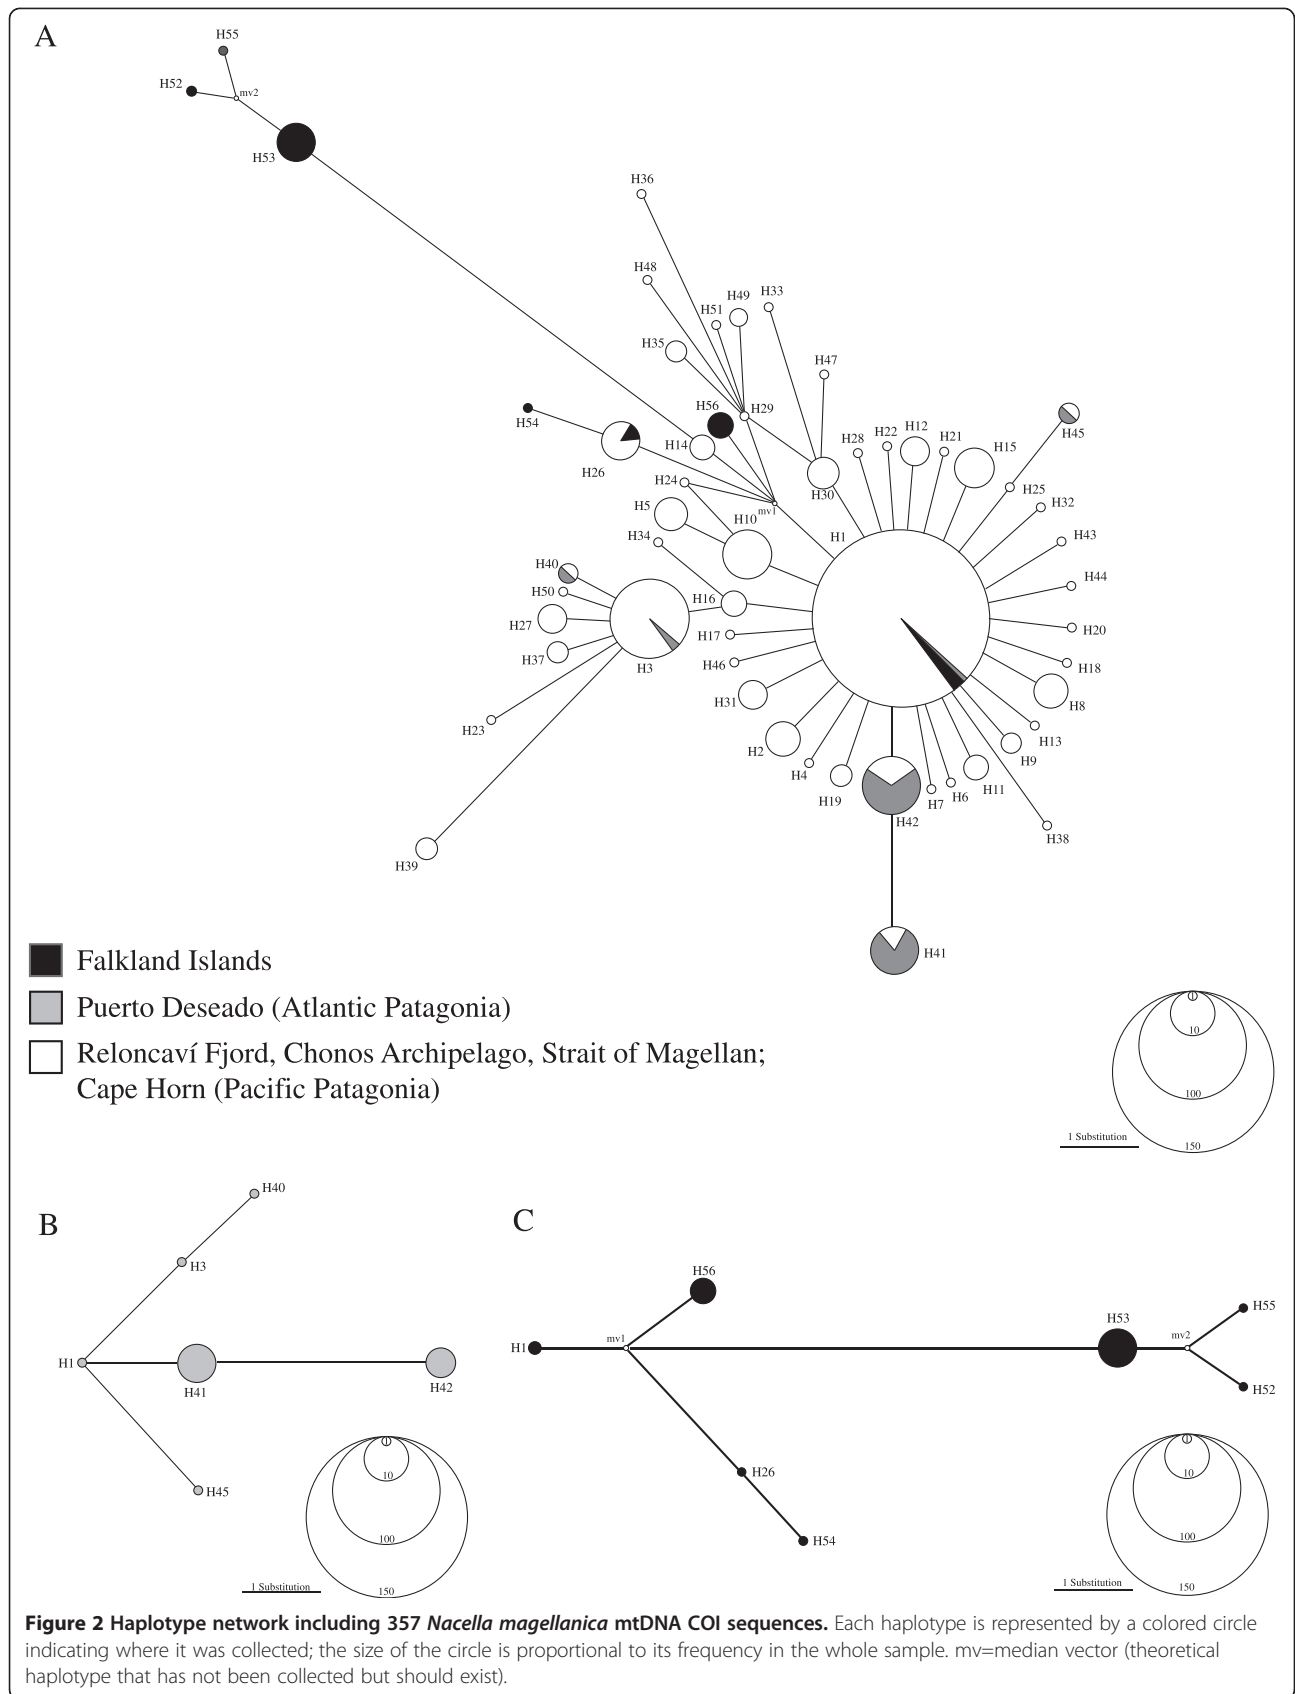 A
H55
H52
mv2
H53
H36
H48
H33
H49
H51
H35
H47
H56
H29
H54
H14
H12
H45
H22
H21
H28
H15
H26
H24
H30
H25
H32
H5
mv1
H10
H34
H1
H43
H40
H44
H50
H16
H27
H17
H20
H37
H3
H46
H18
H31
H8
H23
H2
H13
H4
H9
H19
H7
H6
H11
H42
H38
H39
H41
Falkland Islands
Puerto Deseado (Atlantic Patagonia)
Reloncaví Fjord, Chonos Archipelago, Strait of Magellan;
Cape Horn (Pacific Patagonia)
1
10
100
1 Substitution
150
B
H40
H3
H1
H41
H42
H45
1
10
100
1 Substitution
150
C
H56
H55
H53
mv1
mv2
H1
H52
H26
H54
1
10
100
1 Substitution
150
Figure 2 Haplotype network including 357 Nacella magellanica mtDNA COI sequences. Each haplotype is represented by a colored circle
indicating where it was collected; the size of the circle is proportional to its frequency in the whole sample. mv=median vector (theoretical
haplotype that has not been collected but should exist).